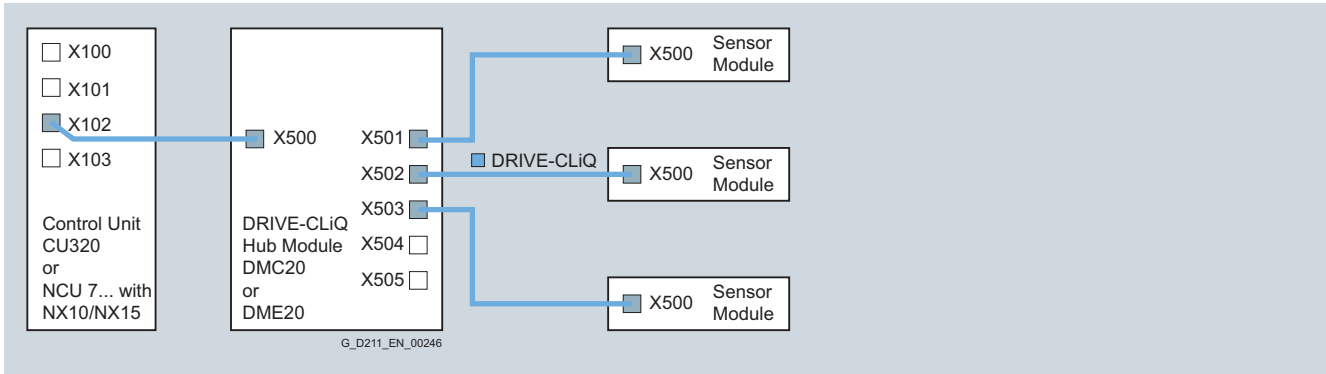 X100
X101
X102
X103
Control Unit
CU320
or
NCU 7... with
NX10/NX15
X500
X501
X502
X503
X504
X505
DRIVE-CLiQ
Hub Module
DMC20
or
DME20
DRIVE-CLiQ
X500
Sensor
Module
X500
Sensor
Module
X500
Sensor
Module
G_D211_EN_00246